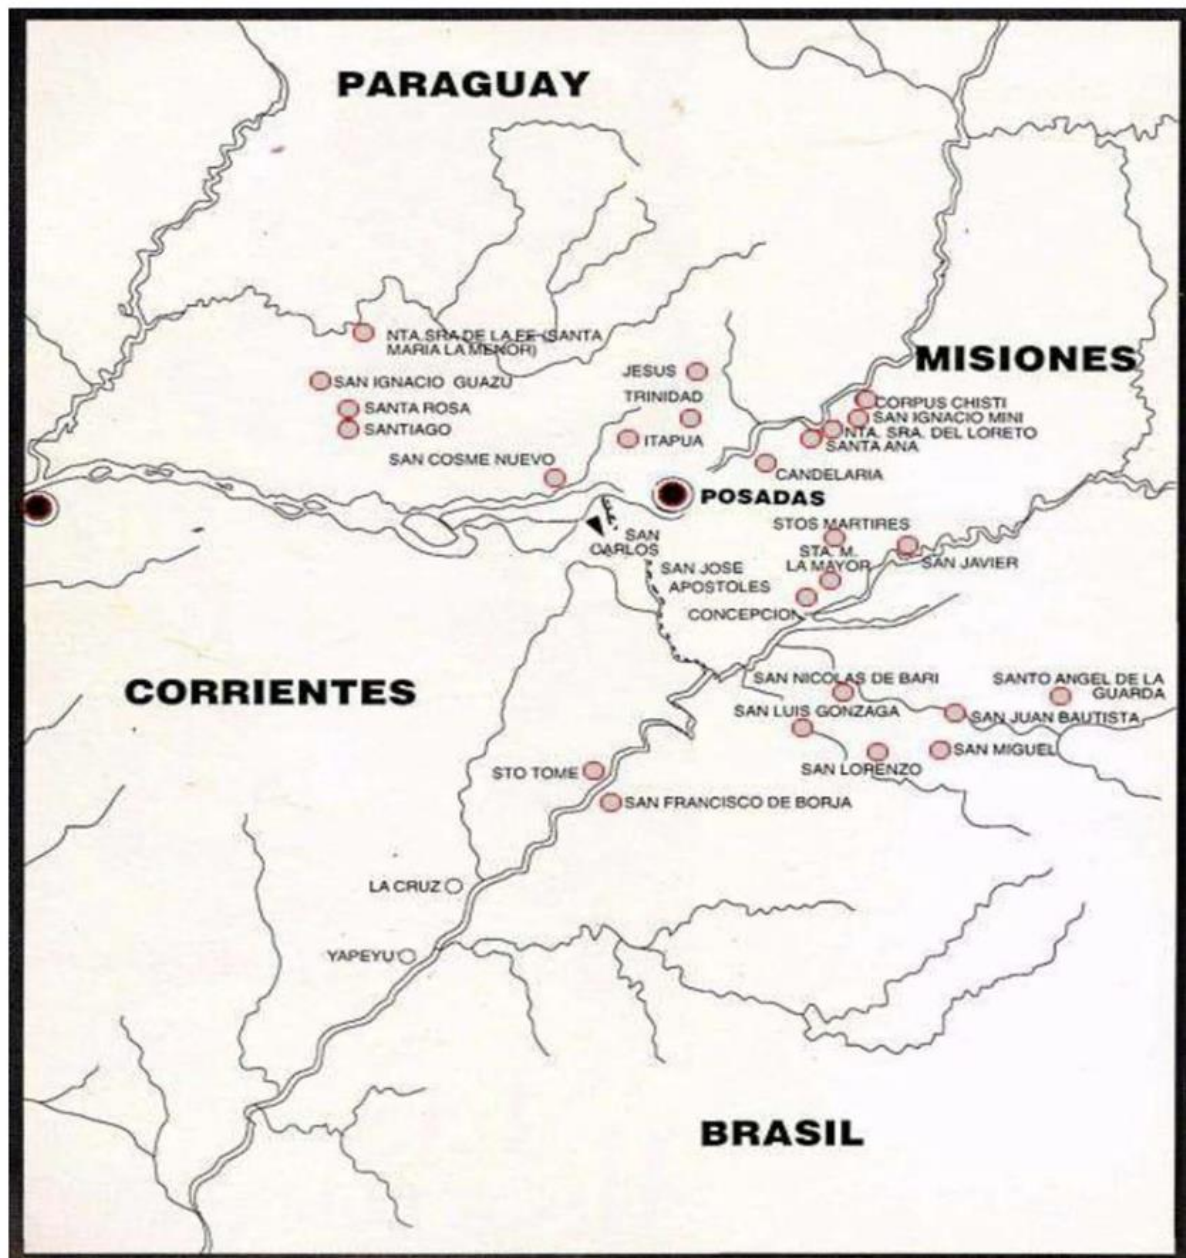 PARAGUAY
MISIONES
NTA.SRA DE LA FE (SANTA
MARIA LA MENOR)
SAN IGNACIO GUAZU
SANTA ROSA
SANTIAGO
JESUS
TRINIDAD
ITAPUA
SAN COSME NUEVO
CORPUS CHISTI
SAN IGNACIO MINI
NTA. SRA. DEL LORETO
SANTA ANA
CANDELARIA
POSADAS
STOS MARTIRES
STA. M.
LA MAYOR
SAN JAVIER
SAN
CARLOS
SAN JOSE
APOSTOLES
CONCEPCION
CORRIENTES
SAN NICOLAS DE BARI
SANTO ANGEL DE LA
GUARDA
SAN LUIS GONZAGA
SAN JUAN BAUTISTA
SAN MIGUEL
SAN LORENZO
STO TOME
SAN FRANCISCO DE BORJA
LA CRUZ
YAPEYU
BRASIL